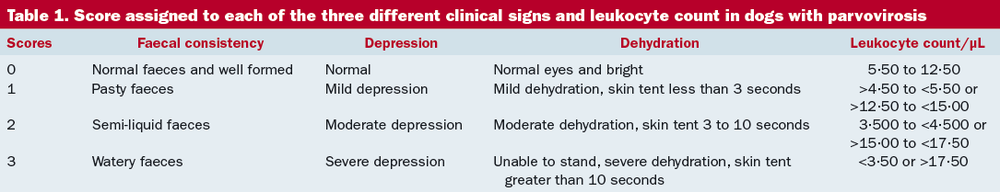 Table 1. Score assigned to each of the three different clinical signs and leukocyte count in dogs with parvovirosis
Scores Faecal consistency Depression Dehydration Leukocyte count/µL
0 Normal faeces and well formed Normal Normal eyes and bright 5·50 to 12·50
1 Pasty faeces Mild depression Mild dehydration, skin tent less than 3 seconds >4·50 to <5·50 or
>12·50 to <15·00
2 Semi-liquid faeces Moderate depression Moderate dehydration, skin tent 3 to 10 seconds 3·500 to <4·500 or
>15·00 to <17·50
3 Watery faeces Severe depression Unable to stand, severe dehydration, skin tent <3·50 or >17·50
greater than 10 seconds